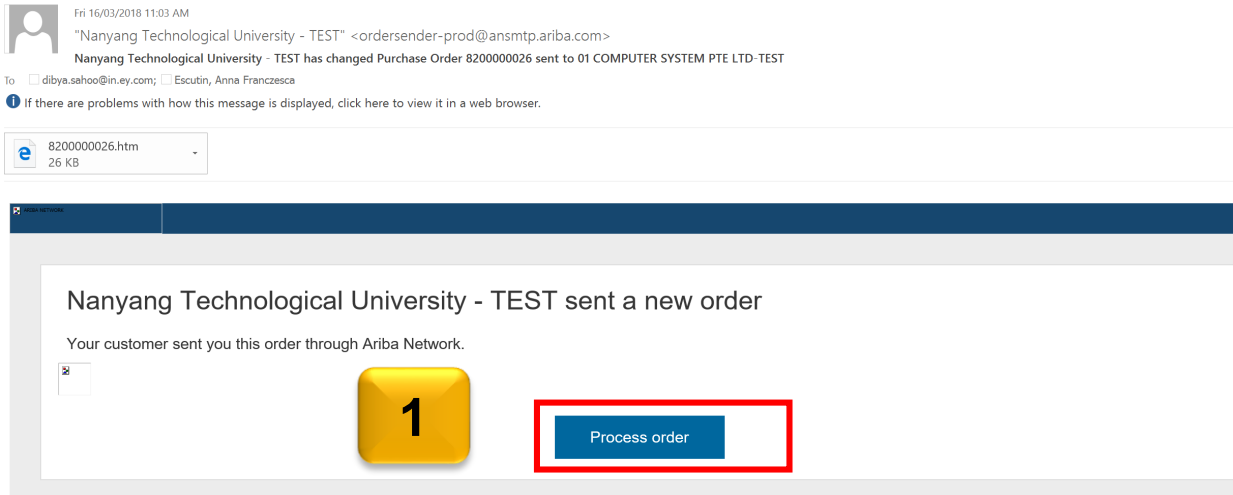 Fri 16/03/2018 11:03 AM
"Nanyang Technological University - TEST" <ordersender-prod@ansmtp.ariba.com>
Nanyang Technological University - TEST has changed Purchase Order 8200000026 sent to 01 COMPUTER SYSTEM PTE LTD-TEST
To dibya.sahoo@in.ey.com; Escutin, Anna Franczesca
If there are problems with how this message is displayed, click here to view it in a web browser.
8200000026.htm
26 KB
ARIBA NETWORK
Nanyang Technological University - TEST sent a new order
Your customer sent you this order through Ariba Network.
1
Process order